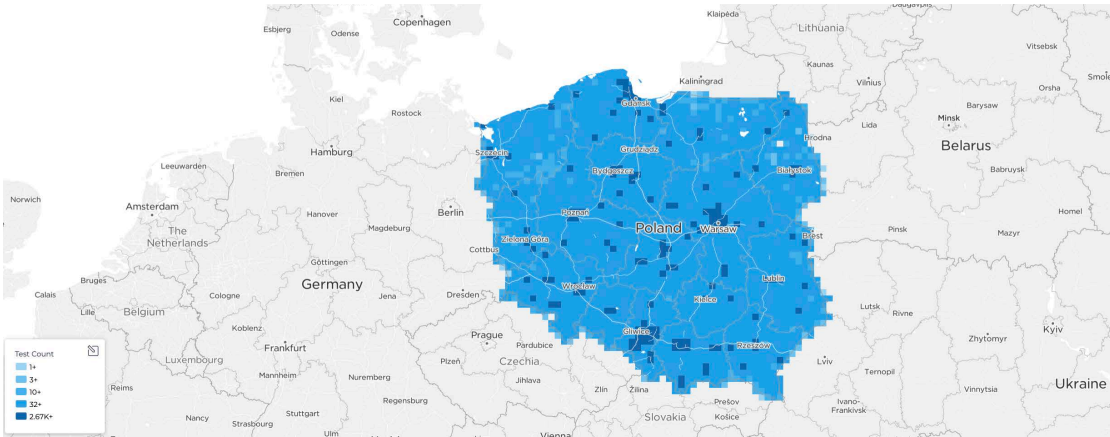 Daugavpils
Copenhagen
Klaipėda
Esbjerg
Odense
Lithuania
Vitsebsk
Kaunas
Smole
Kaliningrad
Vilnius
Orsha
Kiel
Gdańsk
Barysaw
Rostock
Minsk
Lida
Hrodna
Belarus
Hamburg
Szczecin
Grudziądz
Leeuwarden
Bremen
Bydgoszcz
Białystok
Babruysk
Norwich
Amsterdam
Berlin
Hanover
Poznań
Homel
The
Netherlands
Magdeburg
Poland
Warsaw
Pinsk
Mazyr
Zielona Góra
Brest
Cottbus
Göttingen
Bruges
Germany
Lublin
Calais
Cologne
Jena
Dresden
Wrocław
Kielce
Lille
Belgium
Lutsk
Rivne
Koblenz
Gliwice
Kyiv
Prague
Zhytomyr
Frankfurt
Pardubice
Rzeszów
Test Count
1+
3+
10+
32+
2.67K+
Luxembourg
Plzeň
Czechia
Lviv
Mannheim
Nuremberg
Jihlava
Ternopil
Reims
Zlín
Žilina
Vinnytsia
Ukraine
Regensburg
Prešov
Ivano-
Frankivsk
Nancy
Stuttgart
Slovakia
Košice
Strasbourg
Ulm
Vienna